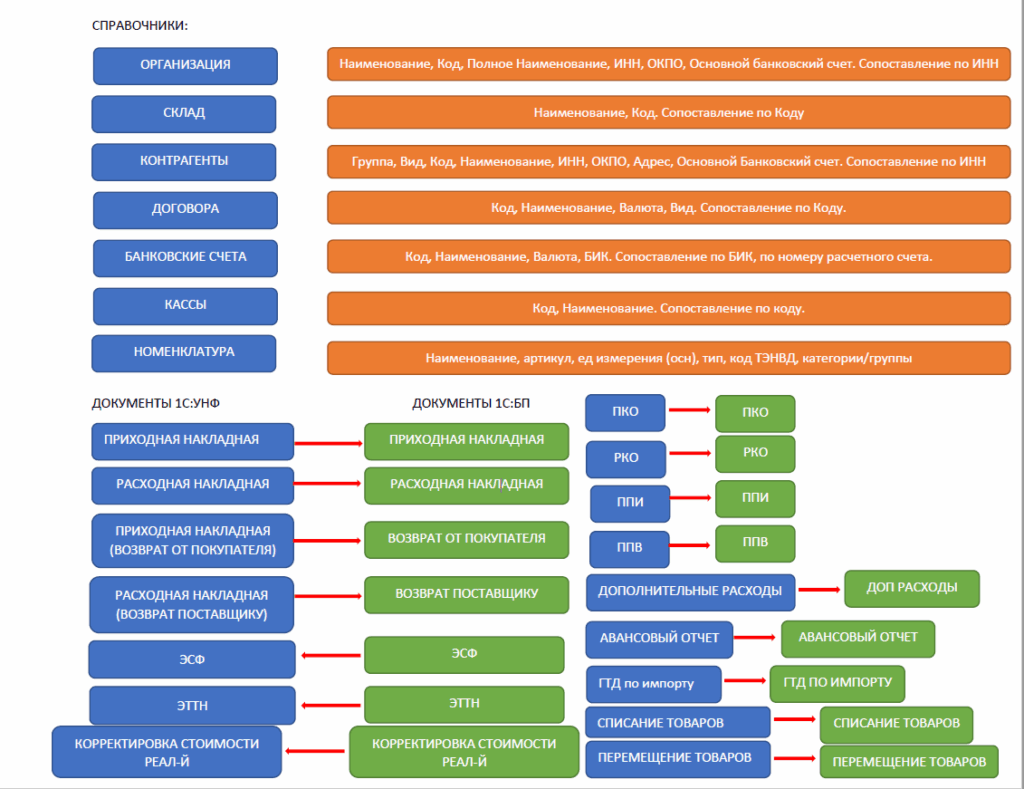 СПРАВОЧНИКИ:
ОРГАНИЗАЦИЯ
Наименование, Код, Полное Наименование, ИНН, ОКПО, Основной банковский счет. Сопоставление по ИНН
СКЛАД
Наименование, Код. Сопоставление по Коду
КОНТРАГЕНТЫ
Группа, Вид, Код, Наименование, ИНН, ОКПО, Адрес, Основной Банковский счет. Сопоставление по ИНН
ДОГОВОРА
Код, Наименование, Валюта, Вид. Сопоставление по Коду.
БАНКОВСКИЕ СЧЕТА
Код, Наименование, Валюта, БИК. Сопоставление по БИК, по номеру расчетного счета.
КАССЫ
Код, Наименование. Сопоставление по коду.
НОМЕНКЛАТУРА
Наименование, артикул, ед измерения (осн), тип, код ТЭНВД, категории/группы
ДОКУМЕНТЫ 1С:УНФ
ДОКУМЕНТЫ 1С:БП
ПРИХОДНАЯ НАКЛАДНАЯ
ПРИХОДНАЯ НАКЛАДНАЯ
РАСХОДНАЯ НАКЛАДНАЯ
РАСХОДНАЯ НАКЛАДНАЯ
ПРИХОДНАЯ НАКЛАДНАЯ
(ВОЗВРАТ ОТ ПОКУПАТЕЛЯ)
ВОЗВРАТ ОТ ПОКУПАТЕЛЯ
РАСХОДНАЯ НАКЛАДНАЯ
(ВОЗВРАТ ПОСТАВЩИКУ)
ВОЗВРАТ ПОСТАВЩИКУ
ЭСФ
ЭСФ
ЭТТН
ЭТТН
КОРРЕКТИРОВКА СТОИМОСТИ
РЕАЛ-Й
КОРРЕКТИРОВКА СТОИМОСТИ
РЕАЛ-Й
ПКО
ПКО
РКО
РКО
ППИ
ППИ
ППВ
ППВ
ДОПОЛНИТЕЛЬНЫЕ РАСХОДЫ
ДОП РАСХОДЫ
АВАНСОВЫЙ ОТЧЕТ
АВАНСОВЫЙ ОТЧЕТ
ГТД по импорту
ГТД ПО ИМПОРТУ
СПИСАНИЕ ТОВАРОВ
СПИСАНИЕ ТОВАРОВ
ПЕРЕМЕЩЕНИЕ ТОВАРОВ
ПЕРЕМЕЩЕНИЕ ТОВАРОВ